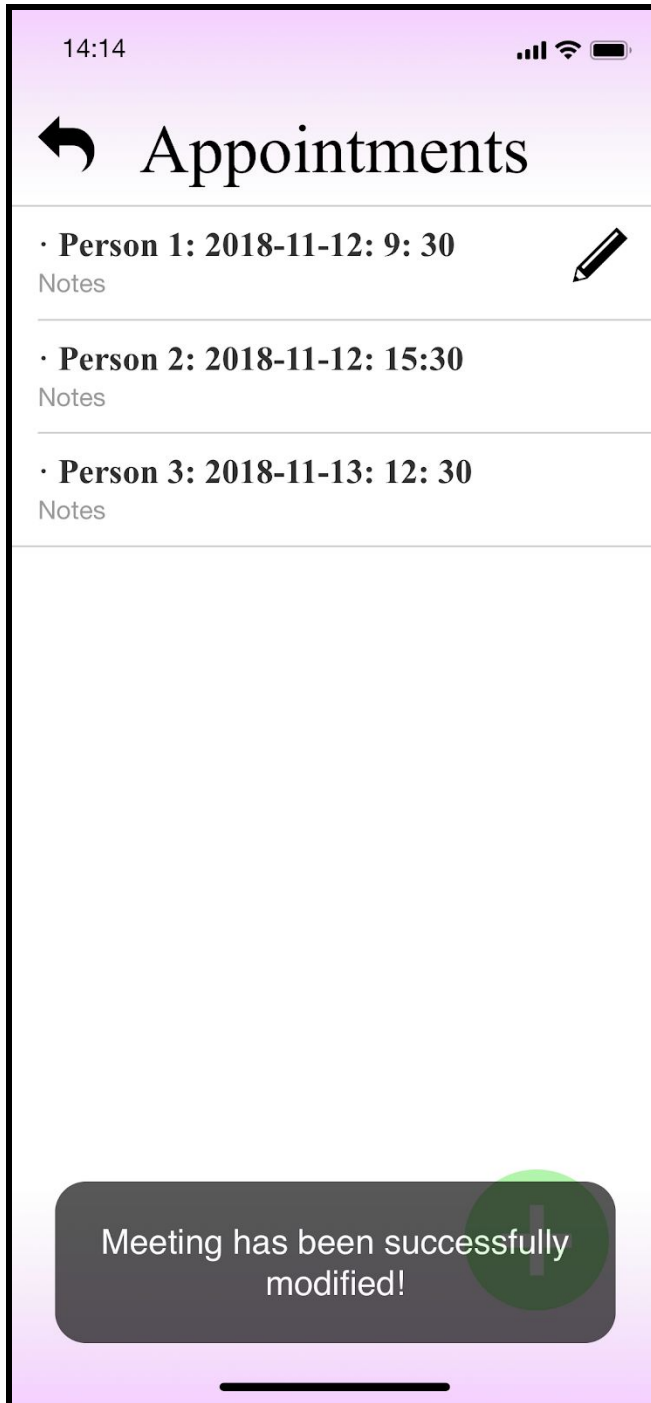 14:14
Appointments
· Person 1: 2018-11-12: 9: 30
Notes
· Person 2: 2018-11-12: 15:30
Notes
· Person 3: 2018-11-13: 12: 30
Notes
Meeting has been successfully
modified!